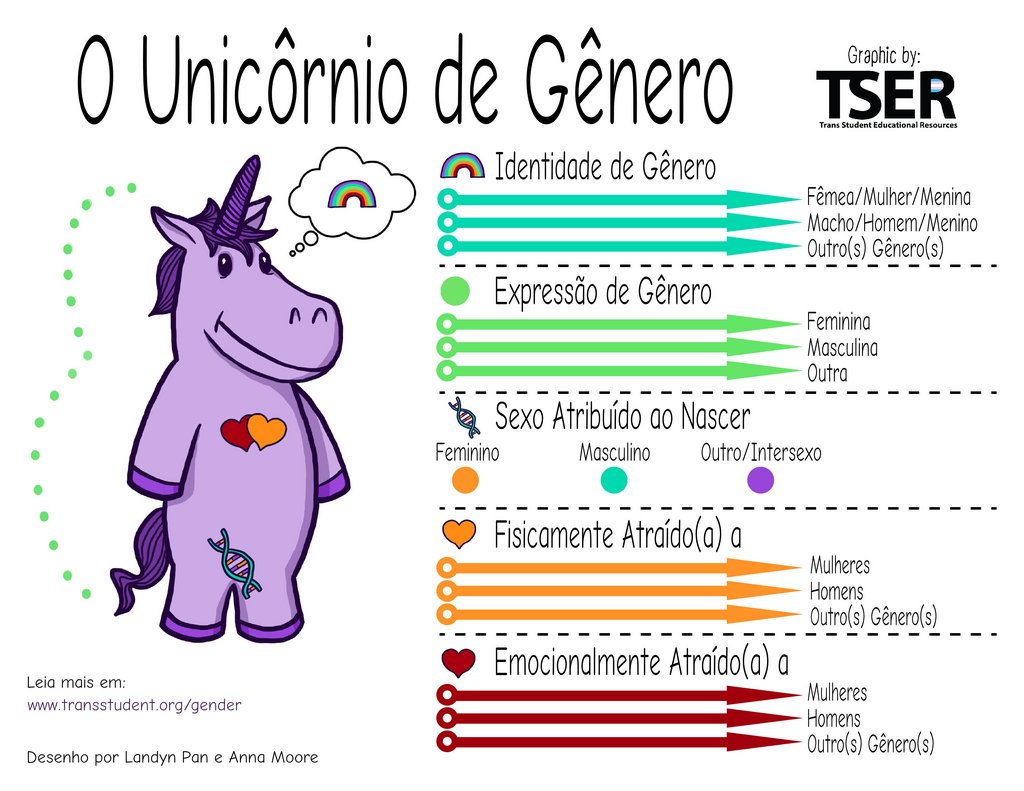 O Unicôrnio de Gênero
Graphic by:
TSER
Trans Student Educational Resources
Identidade de Gênero
Fêmea/Mulher/Menina
Macho/Homem/Menino
Outro(s) Gênero(s)
Expressão de Gênero
Feminina
Masculina
Outra
Sexo Atribuído ao Nascer
Feminino Masculino Outro/Intersexo
Fisicamente Atraído(a) a
Mulheres
Homens
Outro(s) Gênero(s)
Emocionalmente Atraído(a) a
Mulheres
Homens
Outro(s) Gênero(s)
Leia mais em:
www.transstudent.org/gender
Desenho por Landyn Pan e Anna Moore